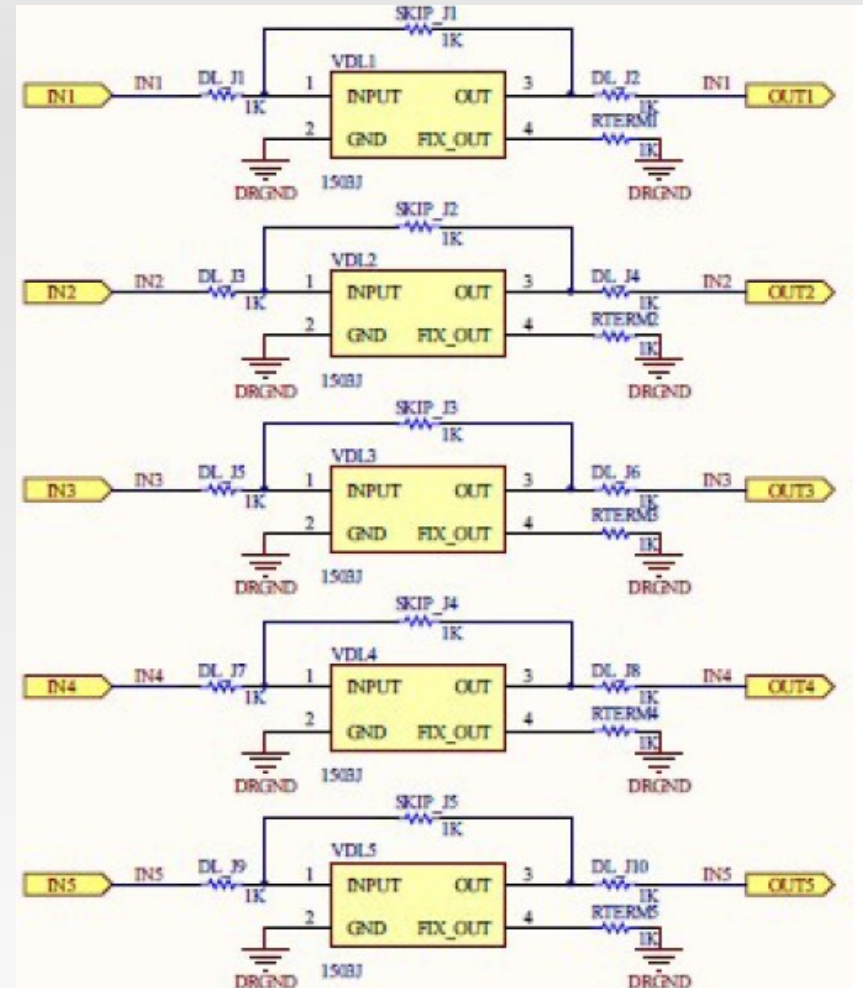 SKIP_J1
1K
VDL1
IN1 IN1 DL_J1 1K 1 INPUT OUT 3 DL_J2 1K IN1 OUT1
2 GND FIX_OUT 4 RTERM1 1K
DRGND 150BJ DRGND
SKIP_J2
1K
VDL2
IN2 IN2 DL_J3 1K 1 INPUT OUT 3 DL_J4 1K IN2 OUT2
2 GND FIX_OUT 4 RTERM2 1K
DRGND 150BJ DRGND
SKIP_J3
1K
VDL3
IN3 IN3 DL_J5 1K 1 INPUT OUT 3 DL_J6 1K IN3 OUT3
2 GND FIX_OUT 4 RTERM3 1K
DRGND 150BJ DRGND
SKIP_J4
1K
VDL4
IN4 IN4 DL_J7 1K 1 INPUT OUT 3 DL_J8 1K IN4 OUT4
2 GND FIX_OUT 4 RTERM4 1K
DRGND 150BJ DRGND
SKIP_J5
1K
VDL5
IN5 IN5 DL_J9 1K 1 INPUT OUT 3 DL_J10 1K IN5 OUT5
2 GND FIX_OUT 4 RTERM5 1K
DRGND 150BJ DRGND